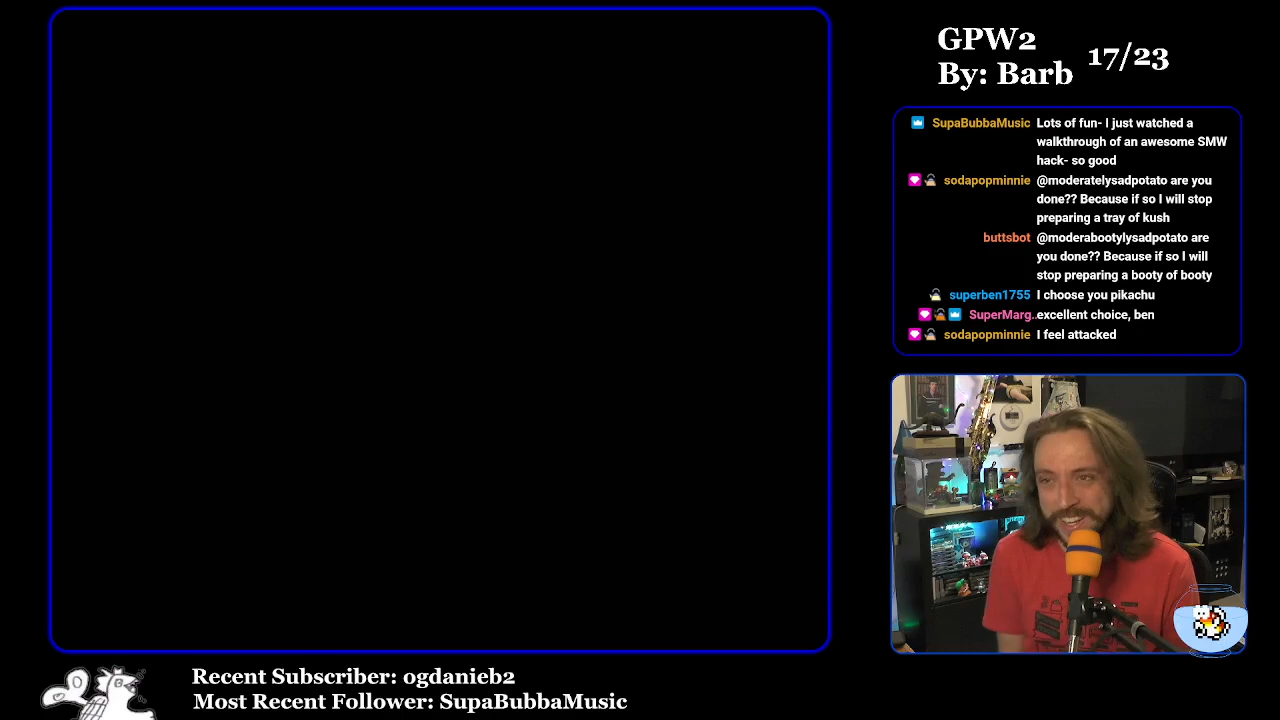 GPW2
By: Barb
17/23
SupaBubbaMusic Lots of fun- I just watched a
walkthrough of an awesome SMW
hack- so good
sodapopminnie @moderatelysadpotato are you
done?? Because if so I will stop
preparing a tray of kush
buttsbot @moderabootylysadpotato are
you done?? Because if so I will
stop preparing a booty of booty
superben1755 I choose you pikachu
SuperMarg.. excellent choice, ben
sodapopminnie I feel attacked
Recent Subscriber: ogdanieb2
Most Recent Follower: SupaBubbaMusic